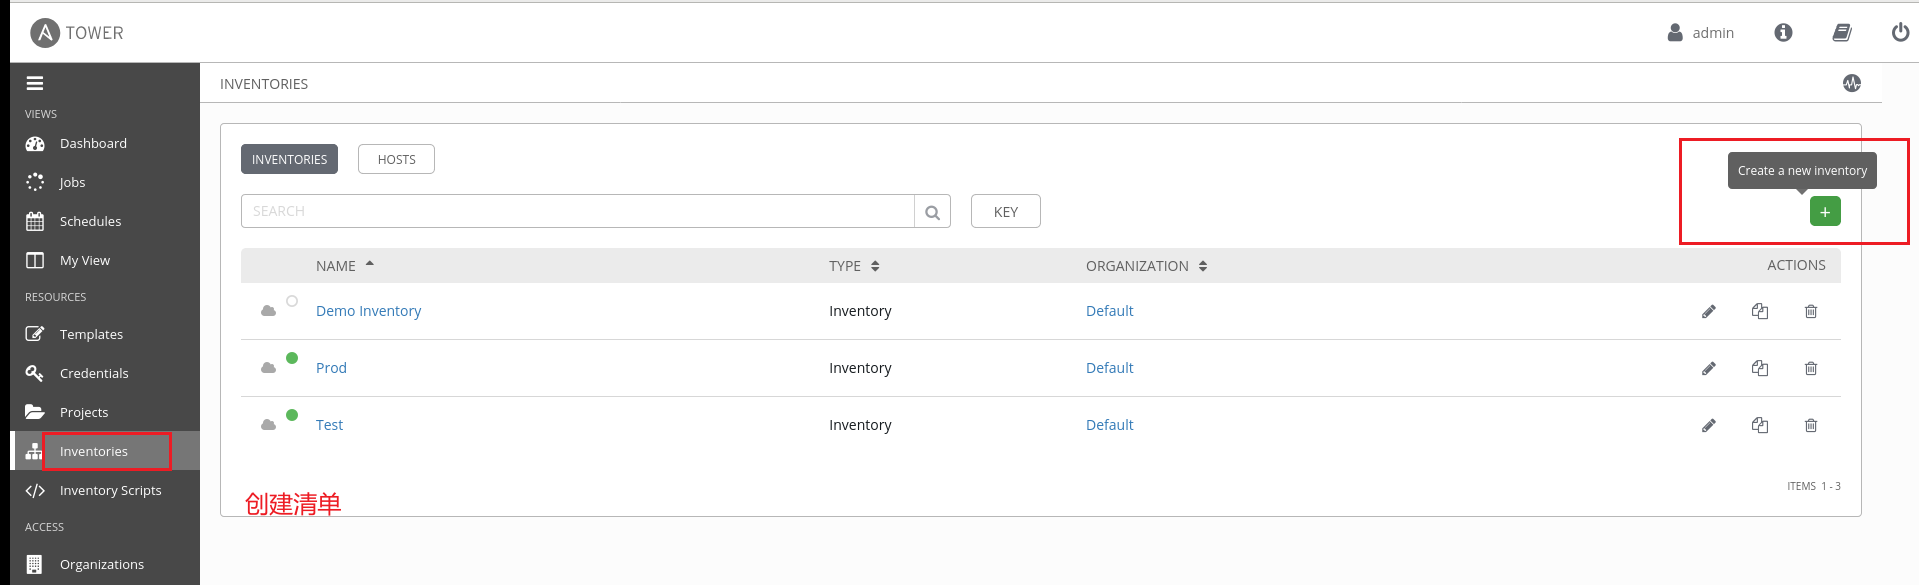 TOWER
admin
INVENTORIES
VIEWS
Dashboard
Jobs
Schedules
My View
RESOURCES
Templates
Credentials
Projects
Inventories
Inventory Scripts
ACCESS
Organizations
INVENTORIES HOSTS
Create a new inventory
SEARCH KEY +
NAME TYPE ORGANIZATION ACTIONS
Demo Inventory Inventory Default
Prod Inventory Default
Test Inventory Default
ITEMS 1 - 3
创建清单